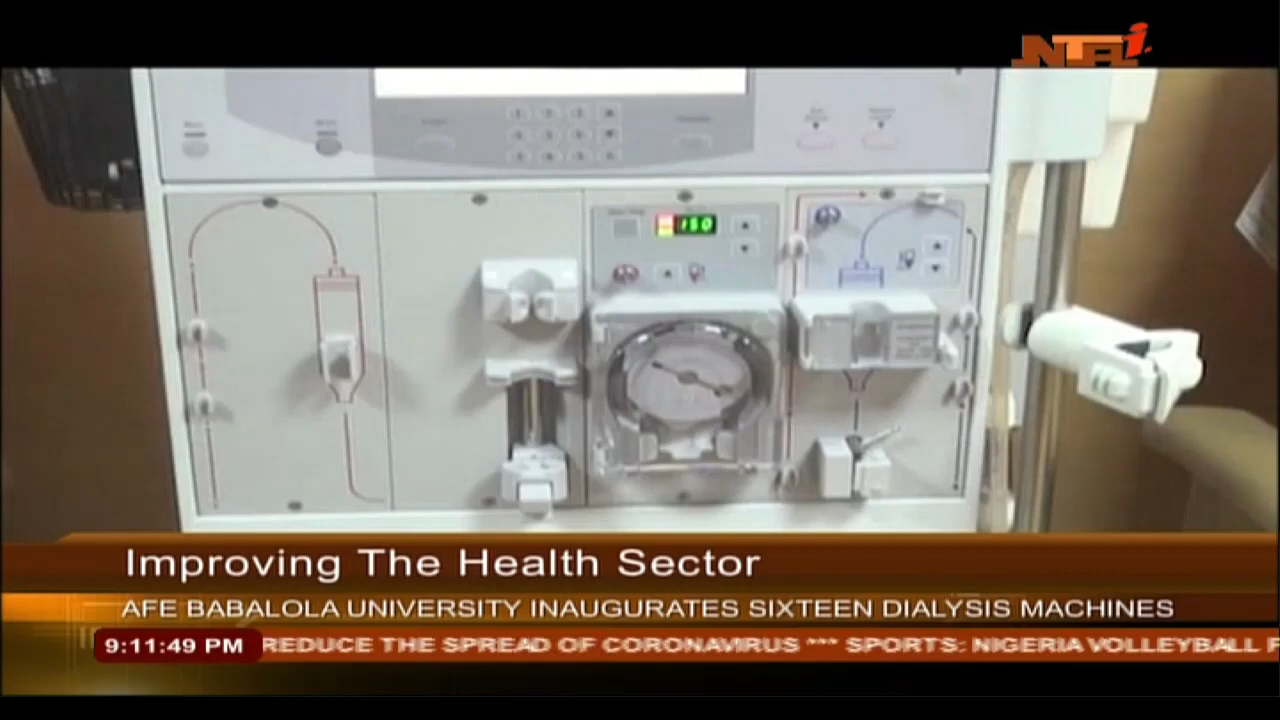 NTAi
150
Improving The Health Sector
AFE BABALOLA UNIVERSITY INAUGURATES SIXTEEN DIALYSIS MACHINES
9:11:49 PM REDUCE THE SPREAD OF CORONAVIRUS *** SPORTS: NIGERIA VOLLEYBALL